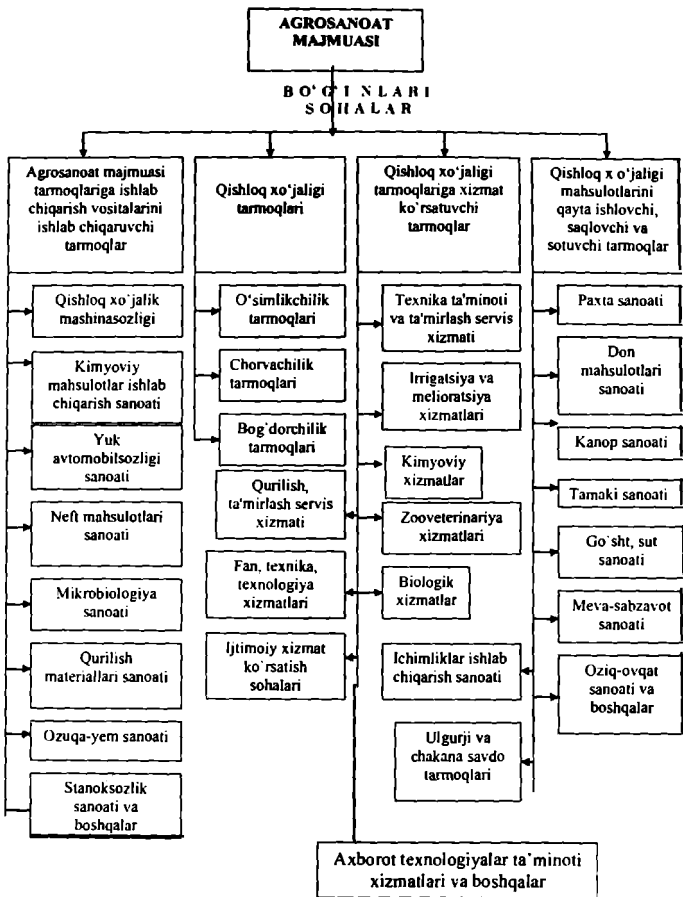 AGROSANOAT
MAJMUASI
BO‘G‘INLARI
SOHALAR
Agrosanoat majmuasi
tarmoqlariga ishlab
chiqarish vositalarini
ishlab chiqaruvchi
tarmoqlar
Qishloq xo‘jaligi
tarmoqlari
Qishloq xo‘jaligi
tarmoqlariga xizmat
ko`rsatuvchi
tarmoqlar
Qishloq x o‘jaligi
mahsulotlarini
qayta ishlovchi,
saqlovchi va
sotuvchi tarmoqlar
Qishloq xo`jalik
mashinasozligi
Kimyoviy
mahsulotlar ishlab
chiqarish sanoati
Yuk
avtomobilsozligi
sanoati
Neft mahsulotlari
sanoati
Mikrobiologiya
sanoati
Qurilish
materiallari sanoati
Ozuqa-yem sanoati
Stanoksozlik
sanoati va
boshqalar
O‘simlikchilik
tarmoqlari
Chorvachilik
tarmoqlari
Bog`dorchilik
tarmoqlari
Qurilish,
ta'mirlash servis
xizmati
Fan, texnika,
texnologiya
xizmatlari
Ijtimoiy xizmat
ko`rsatish
sohalari
Texnika ta'minoti
va ta'mirlash servis
xizmati
Irrigatsiya va
melioratsiya
xizmatlari
Kimyoviy
xizmatlar
Zooveterinariya
xizmatlari
Biologik
xizmatlar
Ichimliklar ishlab
chiqarish sanoati
Ulgurji va
chakana savdo
tarmoqlari
Paxta sanoati
Don
mahsulotlari
sanoati
Kanop sanoati
Tamaki sanoati
Go`sht, sut
sanoati
Meva-sabzavot
sanoati
Oziq-ovqat
sanoati va
boshqalar
Axborot texnologiyalar ta`minoti
xizmatlari va boshqalar